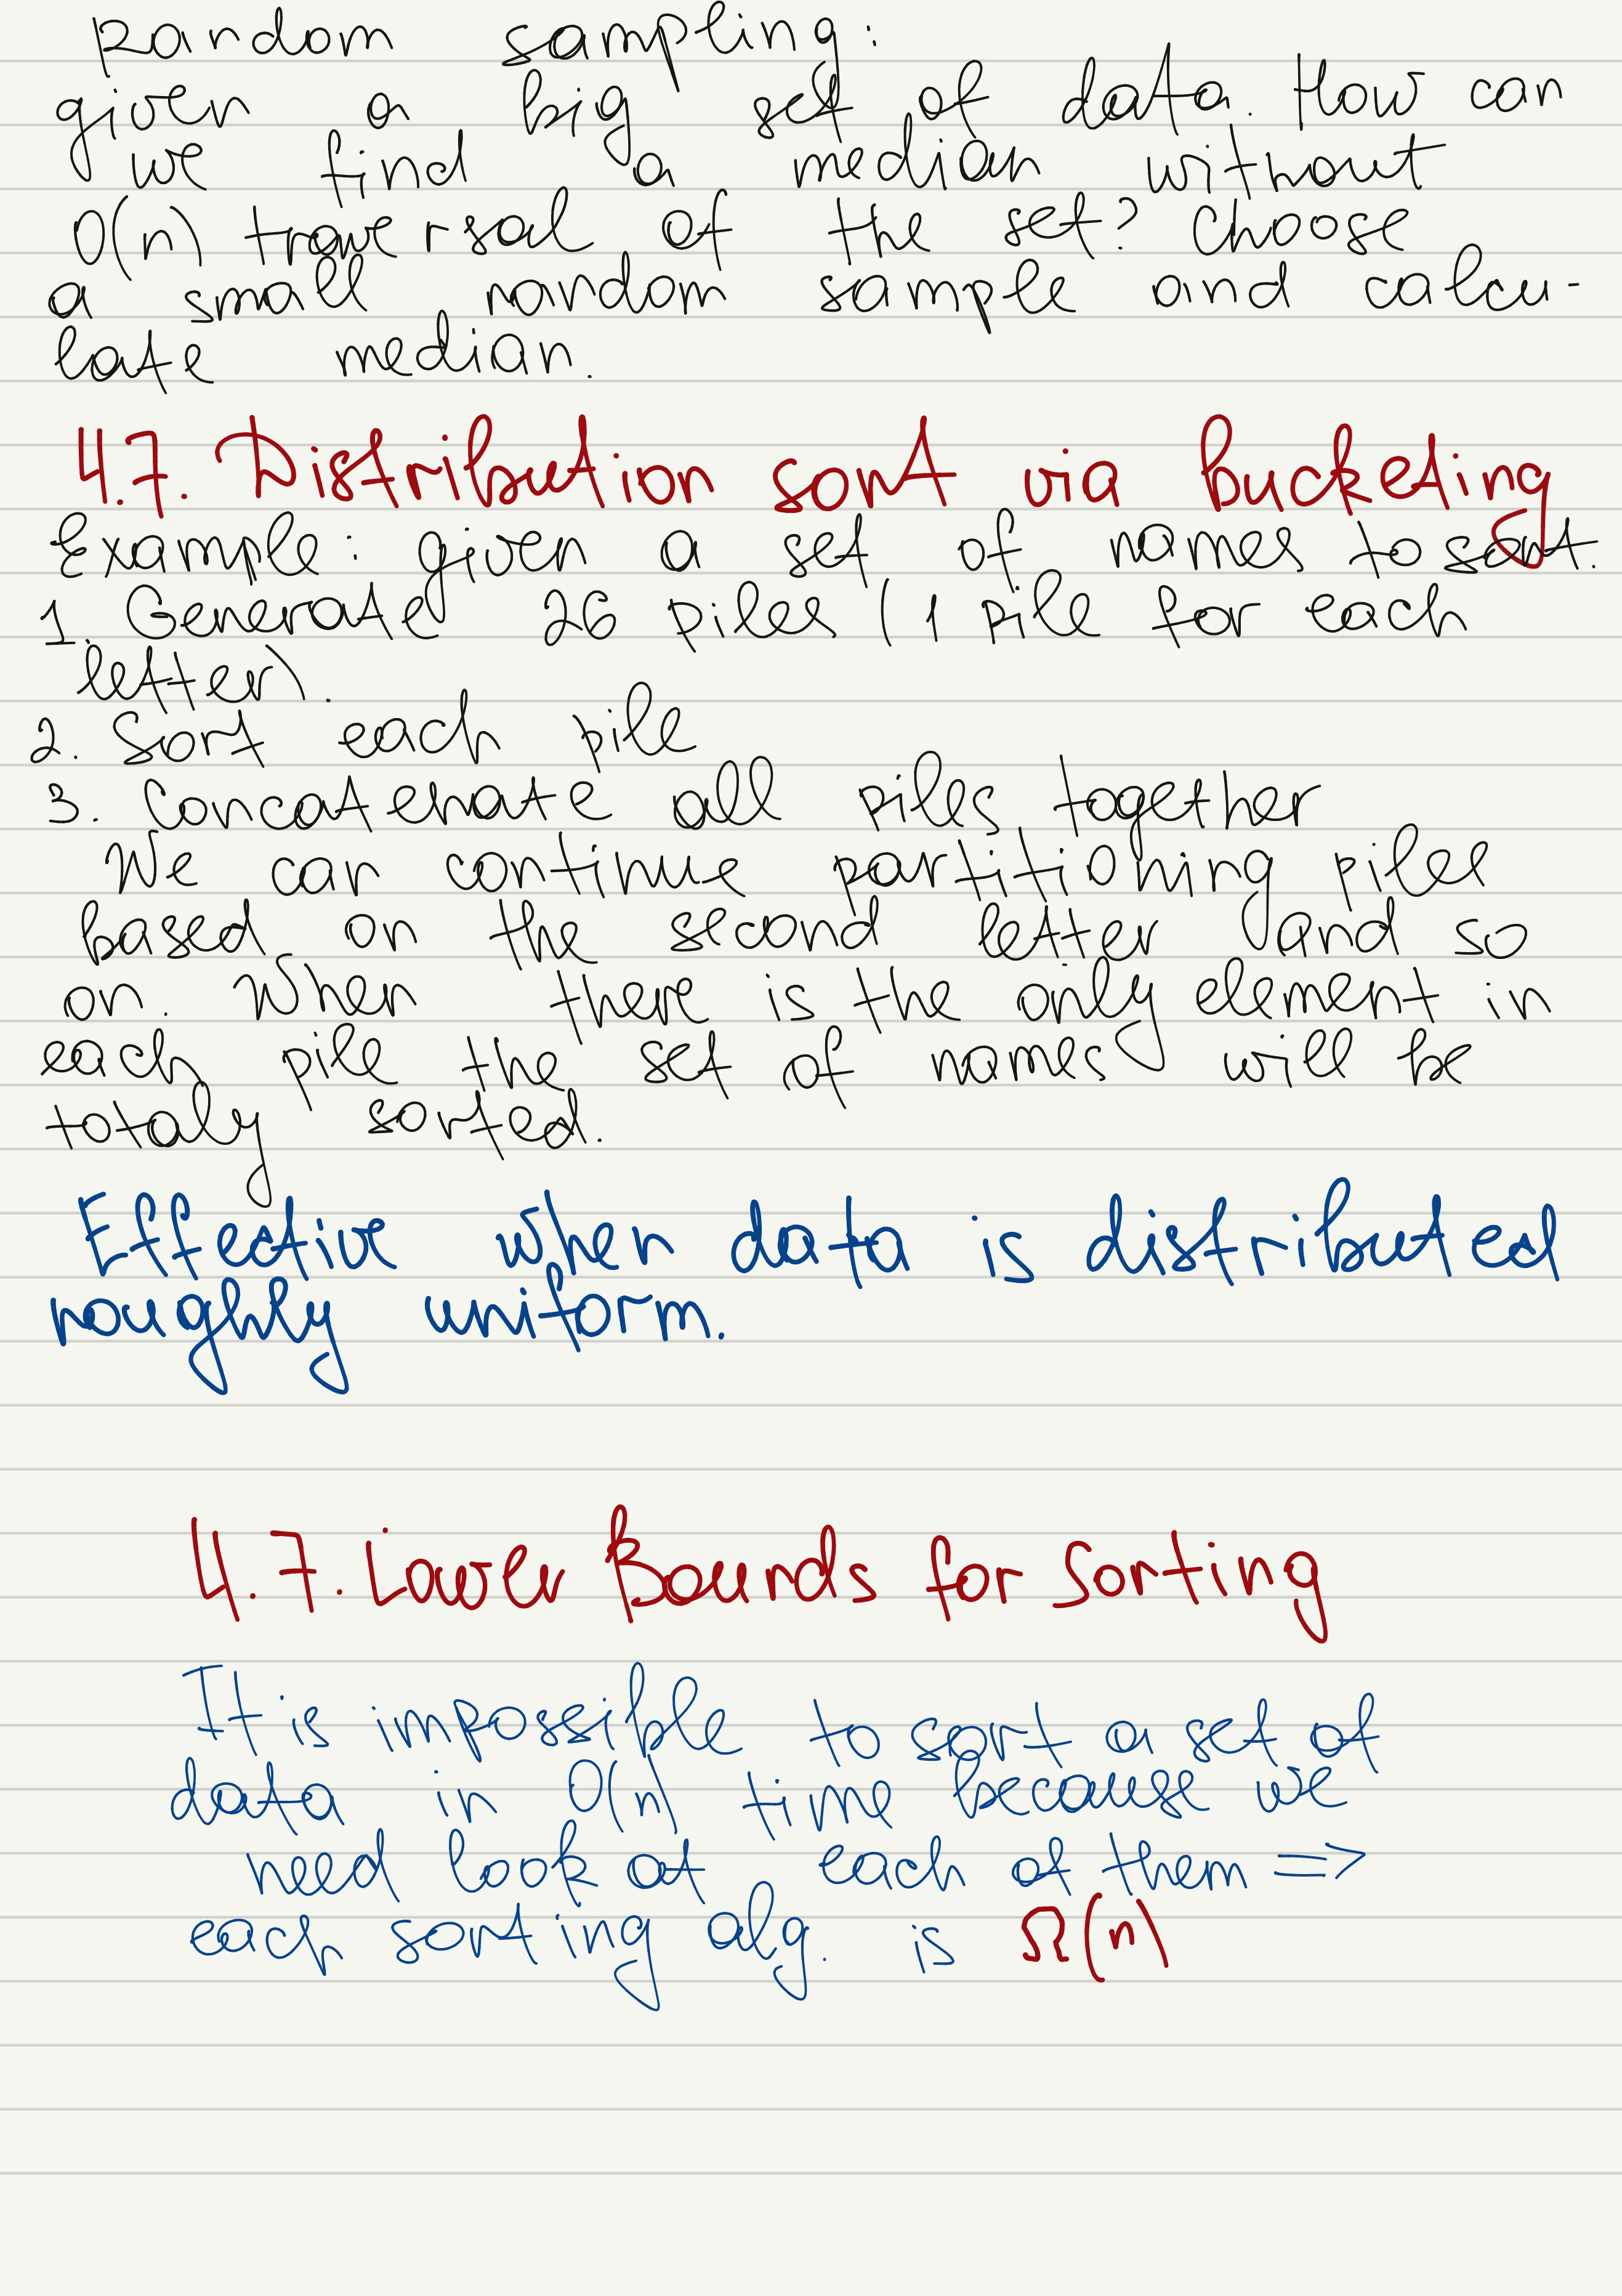 Random sampling:
given a big set of data. How can
we find a median without
O(n) traversal of the set? Choose
a small random sample and calcu-
late median.
4.7. Distribution sort via bucketing
Example: given a set of names to sort.
1. Generate 26 piles (1 pile for each
letter).
2. Sort each pile
3. Concatenate all piles together
We can continue partitioning piles
based on the second letter and so
on. When there is the only element in
each pile the set of names will be
totaly sorted.
Effective when data is distributed
roughly uniform.
4.7. Lower Bounds for Sorting
It is impossible to sort a set of
data in O(n) time because we
need look at each of them ⇒
each sorting alg. is Ω(n)